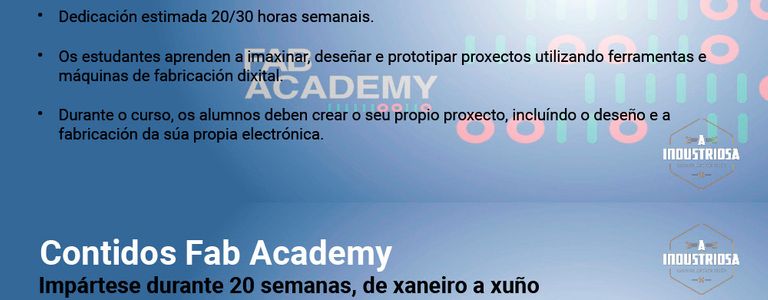 • Dedicación estimada 20/30 horas semanais.
• Os estudantes aprenden a imaxinar, deseñar e prototipar proxectos utilizando ferramentas e
máquinas de fabricación dixital.
FAB
ACADEMY
• Durante o curso, os alumnos deben crear o seu propio proxecto, incluíndo o deseño e a
fabricación da súa propia electrónica.
A
INDUSTRIOSA
Contidos Fab Academy
A
INDUSTRIOSA
Impártese durante 20 semanas, de xaneiro a xuño